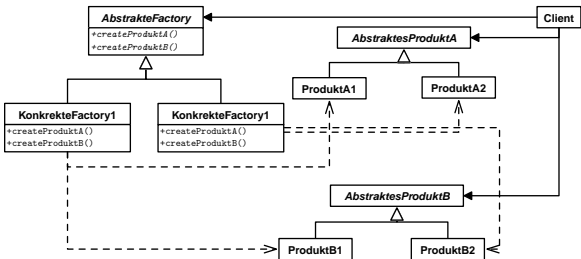 AbstrakteFactory
+createProduktA()
+createProduktB()
Client
AbstraktesProduktA
ProduktA1
ProduktA2
KonkrekteFactory1
+createProduktA()
+createProduktB()
KonkrekteFactory1
+createProduktA()
+createProduktB()
AbstraktesProduktB
ProduktB1
ProduktB2